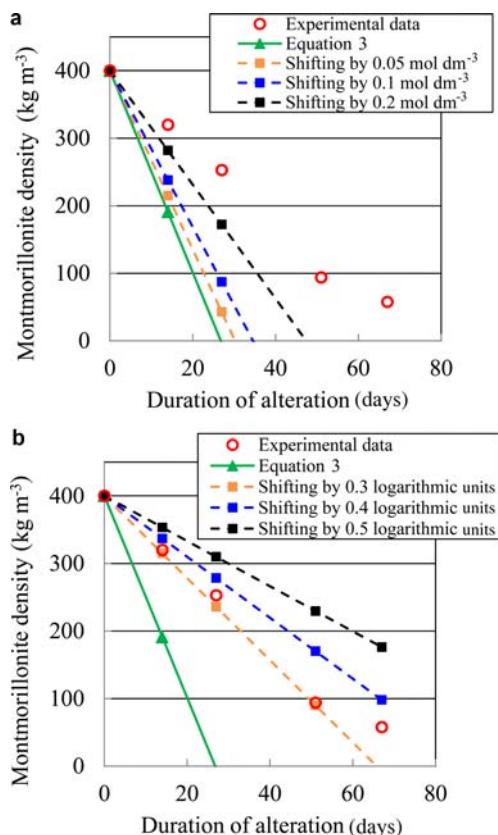 a
Experimental data
Equation 3
Shifting by 0.05 mol dm⁻³
Shifting by 0.1 mol dm⁻³
Shifting by 0.2 mol dm⁻³
Montmorillonite density (kg m⁻³)
400
300
200
100
0
0 20 40 60 80
Duration of alteration (days)
b
Experimental data
Equation 3
Shifting by 0.3 logarithmic units
Shifting by 0.4 logarithmic units
Shifting by 0.5 logarithmic units
Montmorillonite density (kg m⁻³)
400
300
200
100
0
0 20 40 60 80
Duration of alteration (days)